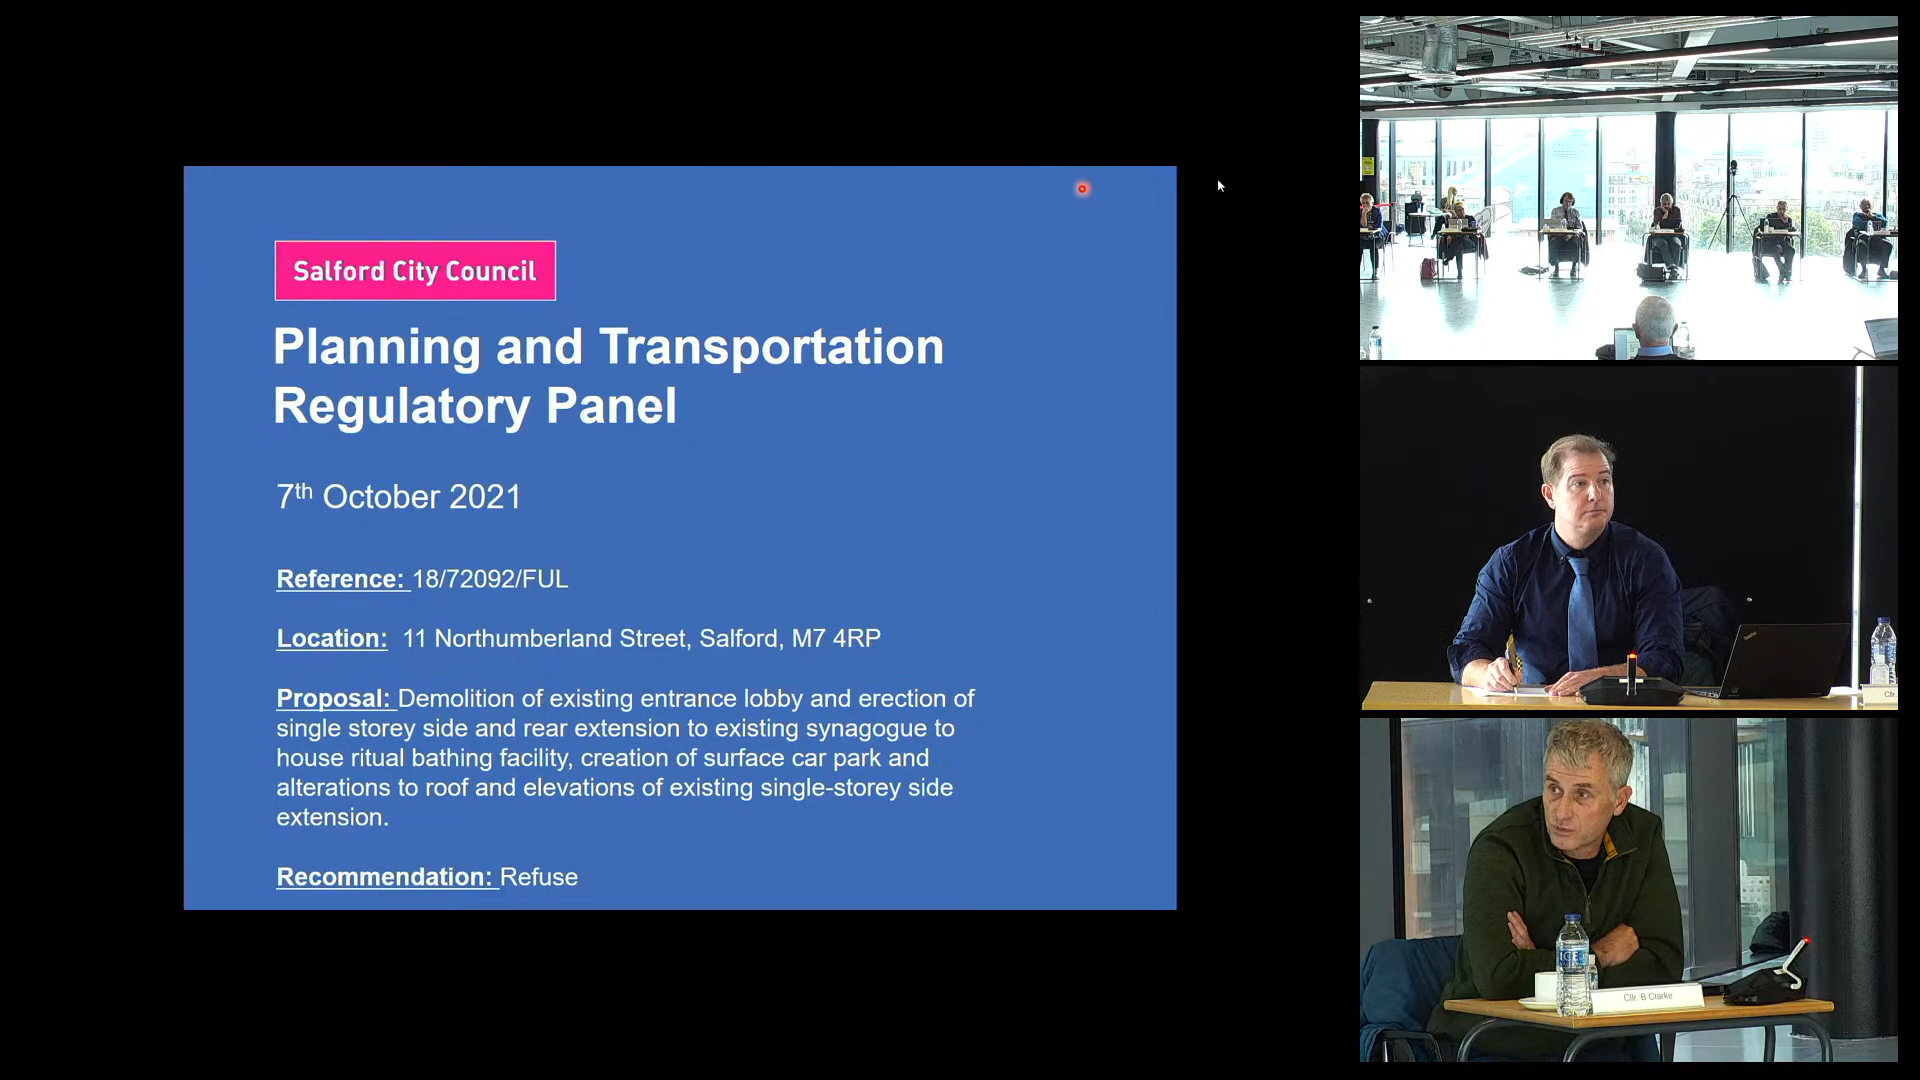 Salford City Council
Planning and Transportation
Regulatory Panel
7th October 2021
Reference: 18/72092/FUL
Location: 11 Northumberland Street, Salford, M7 4RP
Proposal: Demolition of existing entrance lobby and erection of
single storey side and rear extension to existing synagogue to
house ritual bathing facility, creation of surface car park and
alterations to roof and elevations of existing single-storey side
extension.
Recommendation: Refuse
Cllr.
Cllr. B Clarke